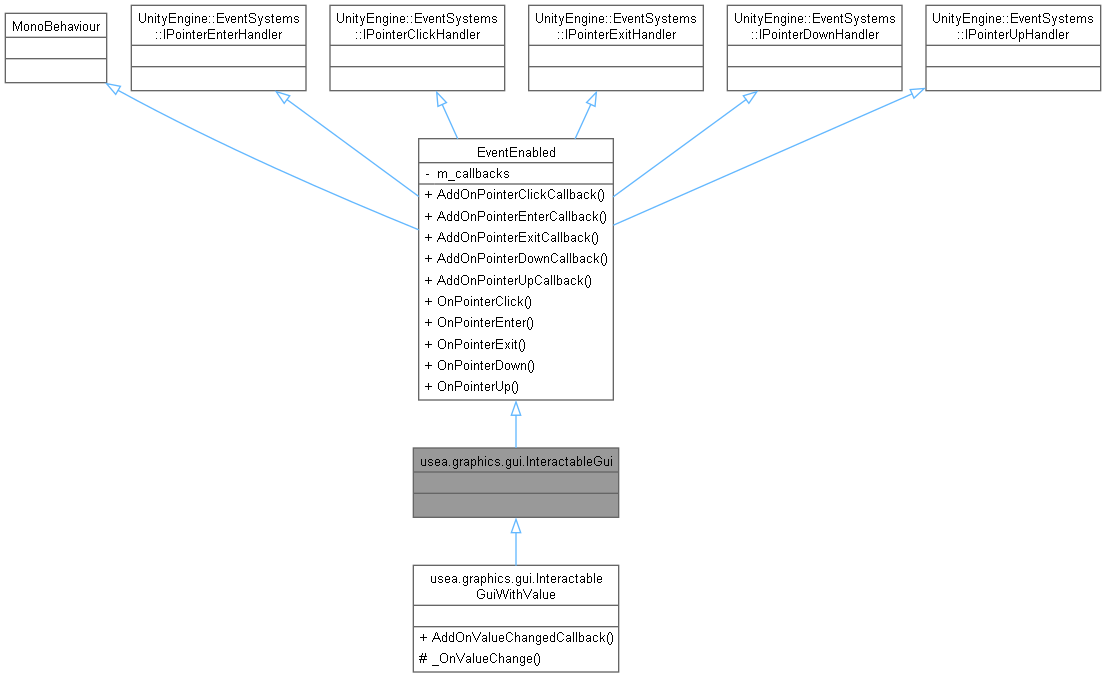 MonoBehaviour
UnityEngine::EventSystems
::IPointerEnterHandler
UnityEngine::EventSystems
::IPointerClickHandler
UnityEngine::EventSystems
::IPointerExitHandler
UnityEngine::EventSystems
::IPointerDownHandler
UnityEngine::EventSystems
::IPointerUpHandler
EventEnabled
- m_callbacks
+ AddOnPointerClickCallback()
+ AddOnPointerEnterCallback()
+ AddOnPointerExitCallback()
+ AddOnPointerDownCallback()
+ AddOnPointerUpCallback()
+ OnPointerClick()
+ OnPointerEnter()
+ OnPointerExit()
+ OnPointerDown()
+ OnPointerUp()
usea.graphics.gui.InteractableGui
usea.graphics.gui.Interactable
GuiWithValue
+ AddOnValueChangedCallback()
# _OnValueChange()